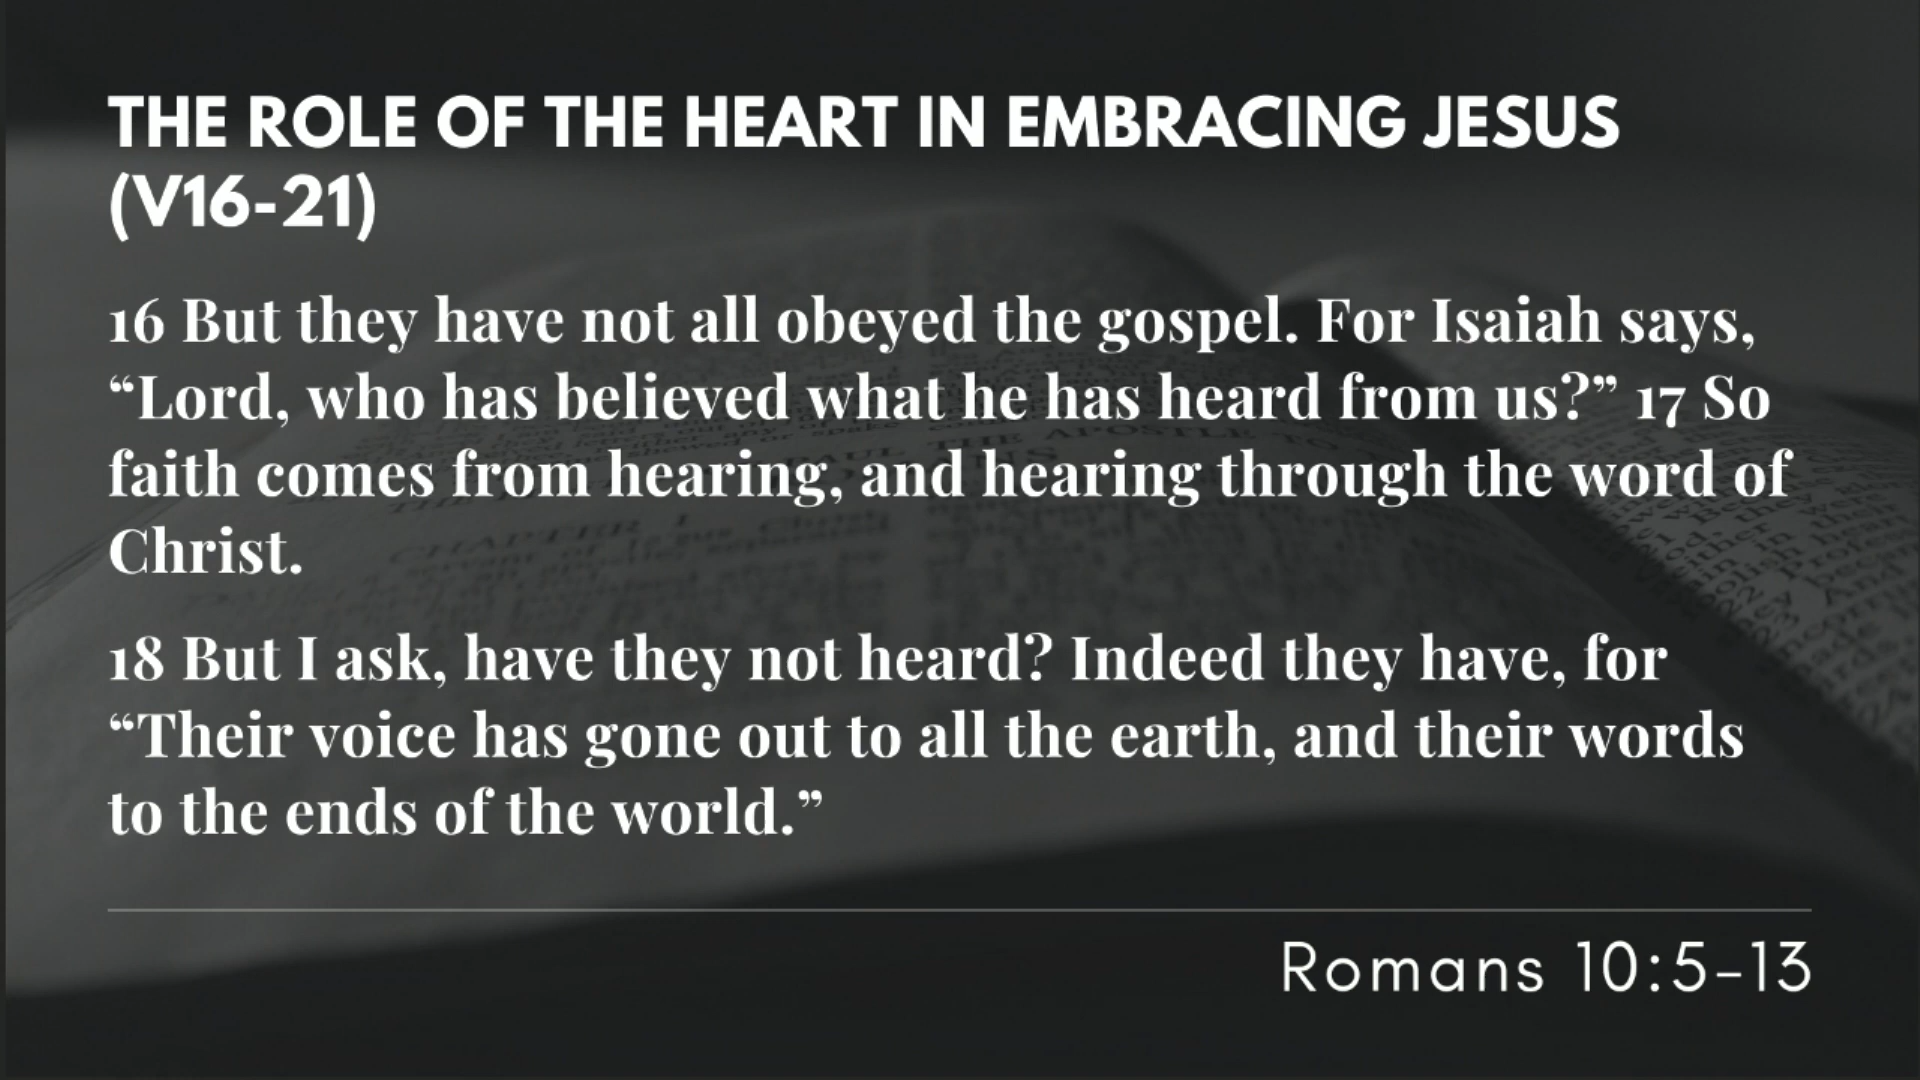 THE ROLE OF THE HEART IN EMBRACING JESUS
(V16-21)
16 But they have not all obeyed the gospel. For Isaiah says,
“Lord, who has believed what he has heard from us?” 17 So
faith comes from hearing, and hearing through the word of
Christ.
18 But I ask, have they not heard? Indeed they have, for
“Their voice has gone out to all the earth, and their words
to the ends of the world.”
Romans 10:5–13